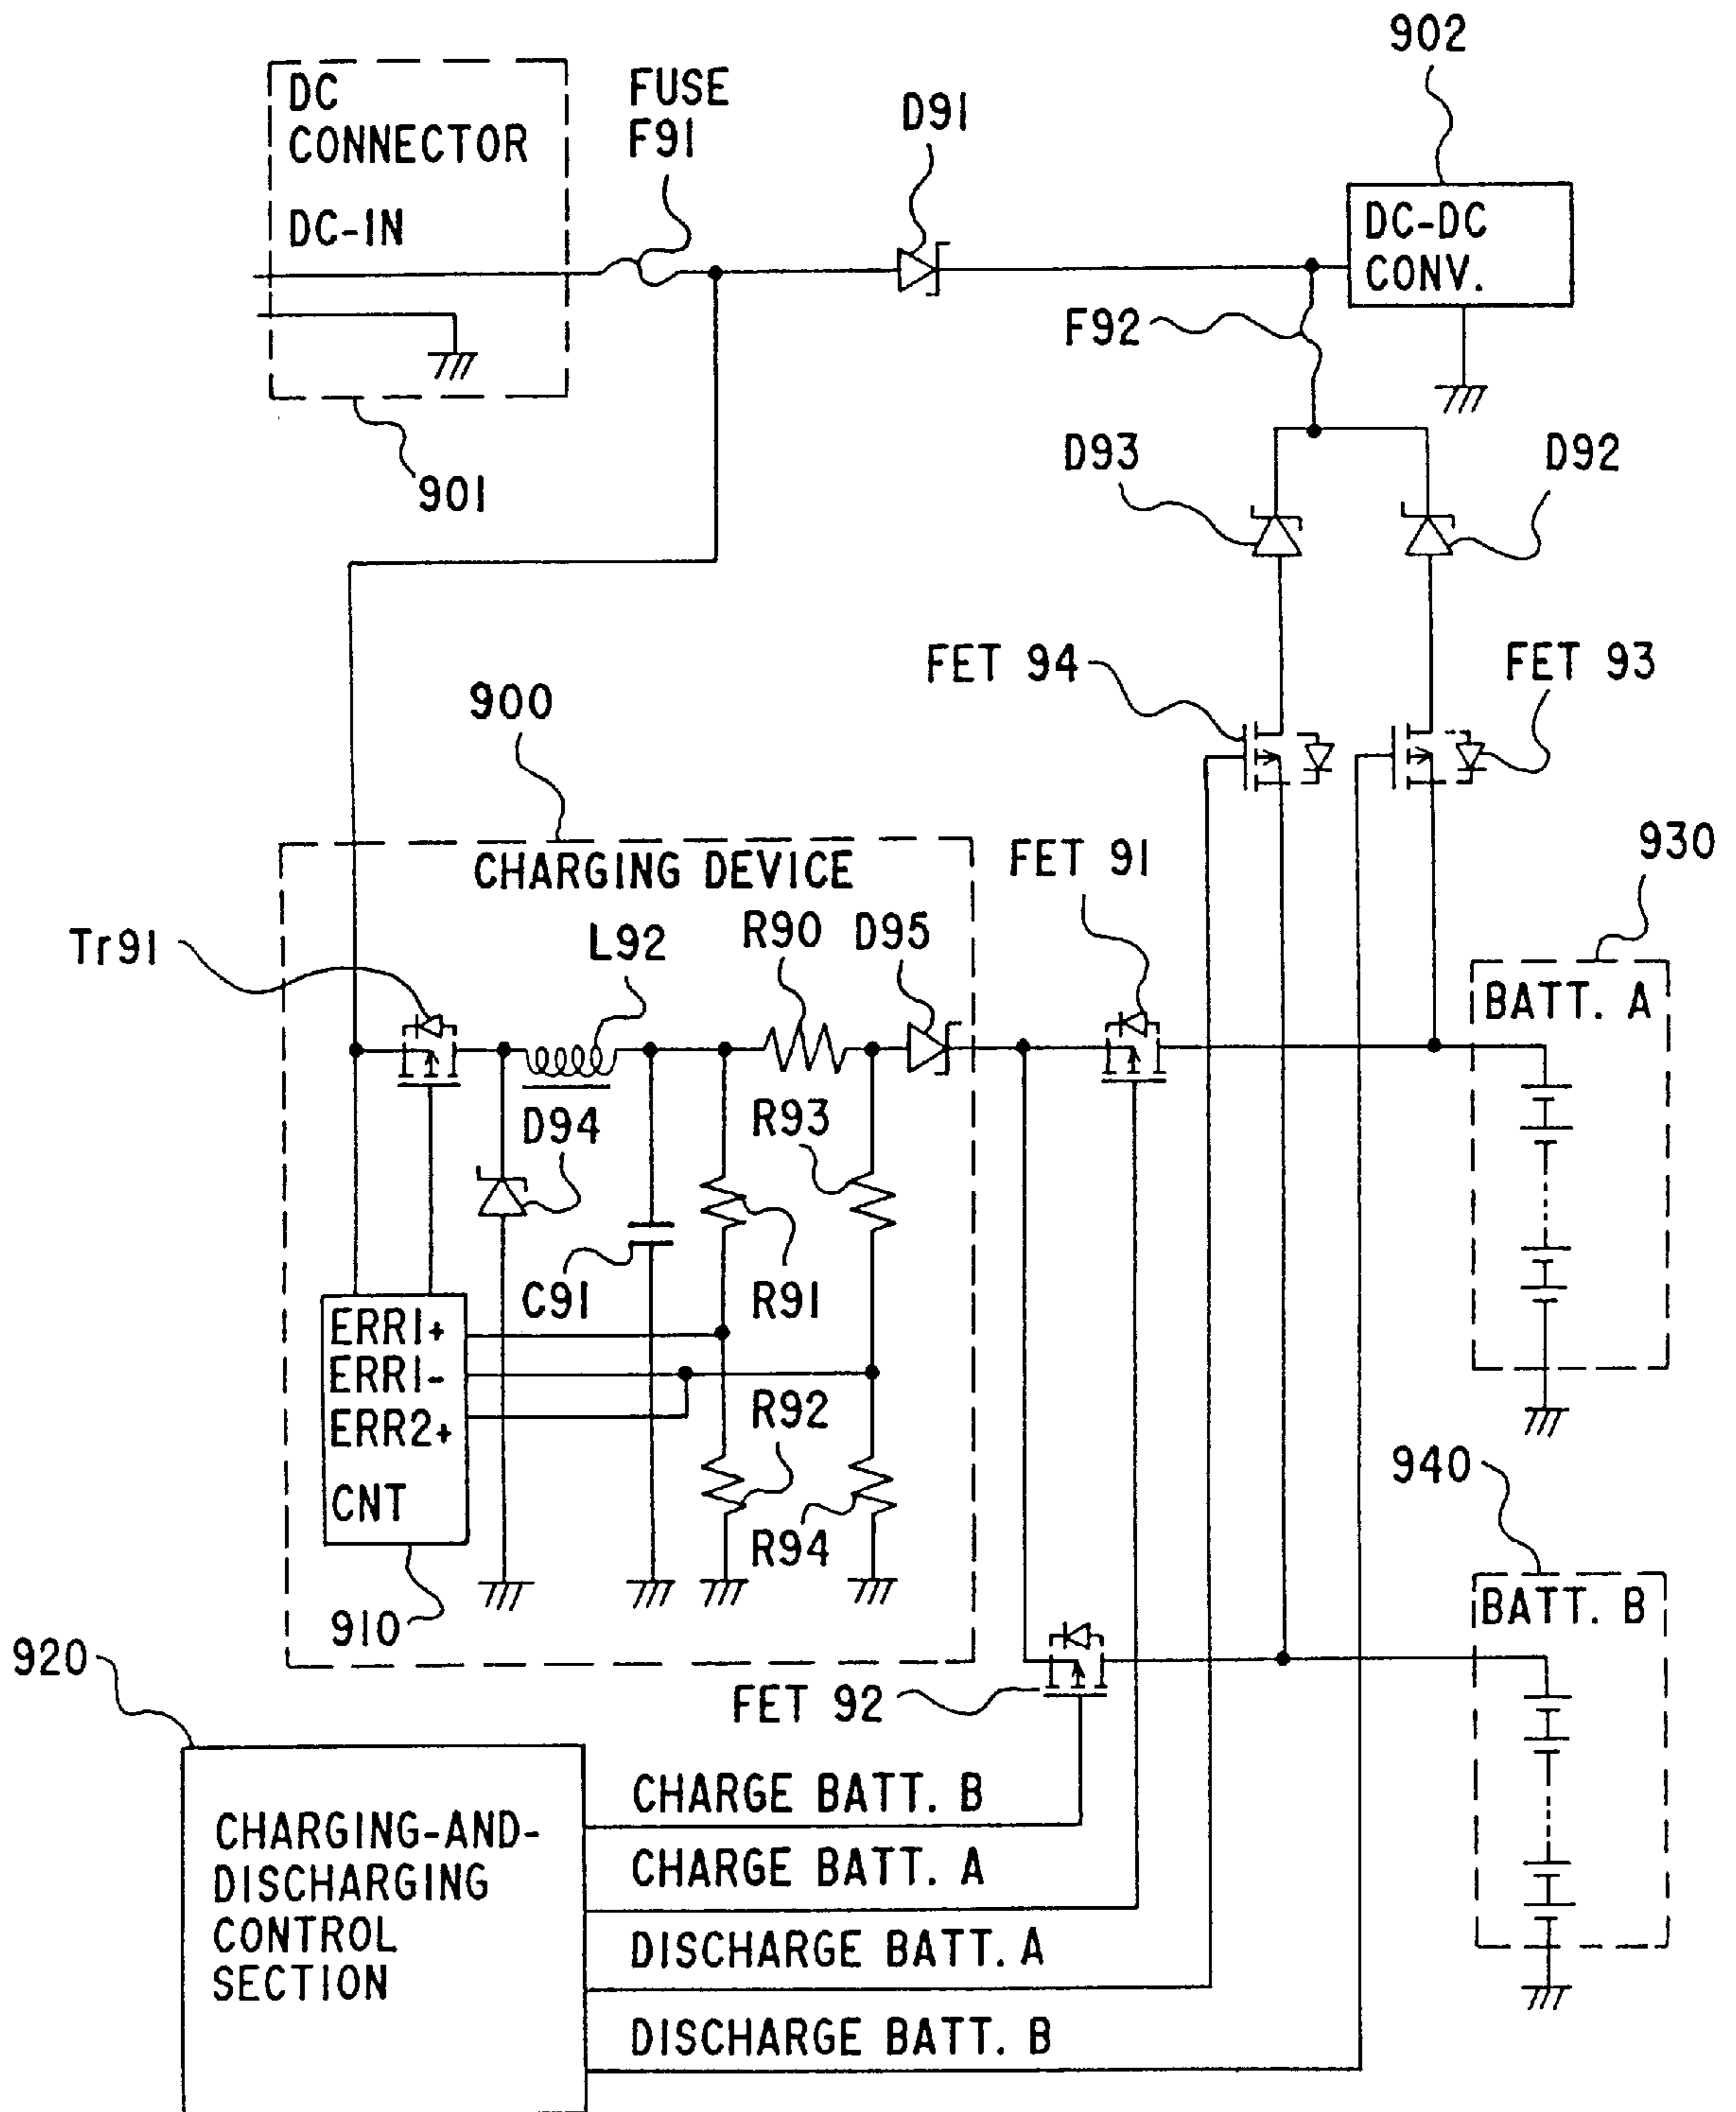 902
DC
CONNECTOR
DC-IN
FUSE
F91
D91
DC-DC
CONV.
F92
901
D93
D92
FET 94
FET 93
900
930
CHARGING DEVICE
FET 91
Tr91
L92
R90
D95
BATT. A
D94
R93
C91
R91
ERR1+
ERR1-
ERR2+
CNT
R92
R94
910
940
BATT. B
920
FET 92
CHARGING-AND-
DISCHARGING
CONTROL
SECTION
CHARGE BATT. B
CHARGE BATT. A
DISCHARGE BATT. A
DISCHARGE BATT. B